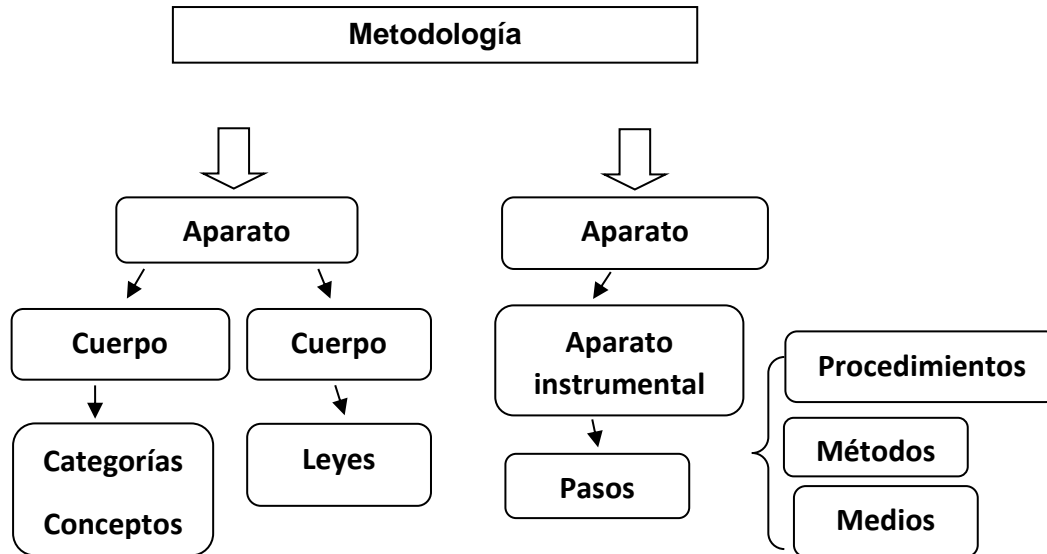 Metodología
Aparato
Aparato
Cuerpo
Cuerpo
Aparato
instrumental
Procedimientos
Categorías
Conceptos
Leyes
Pasos
Métodos
Medios